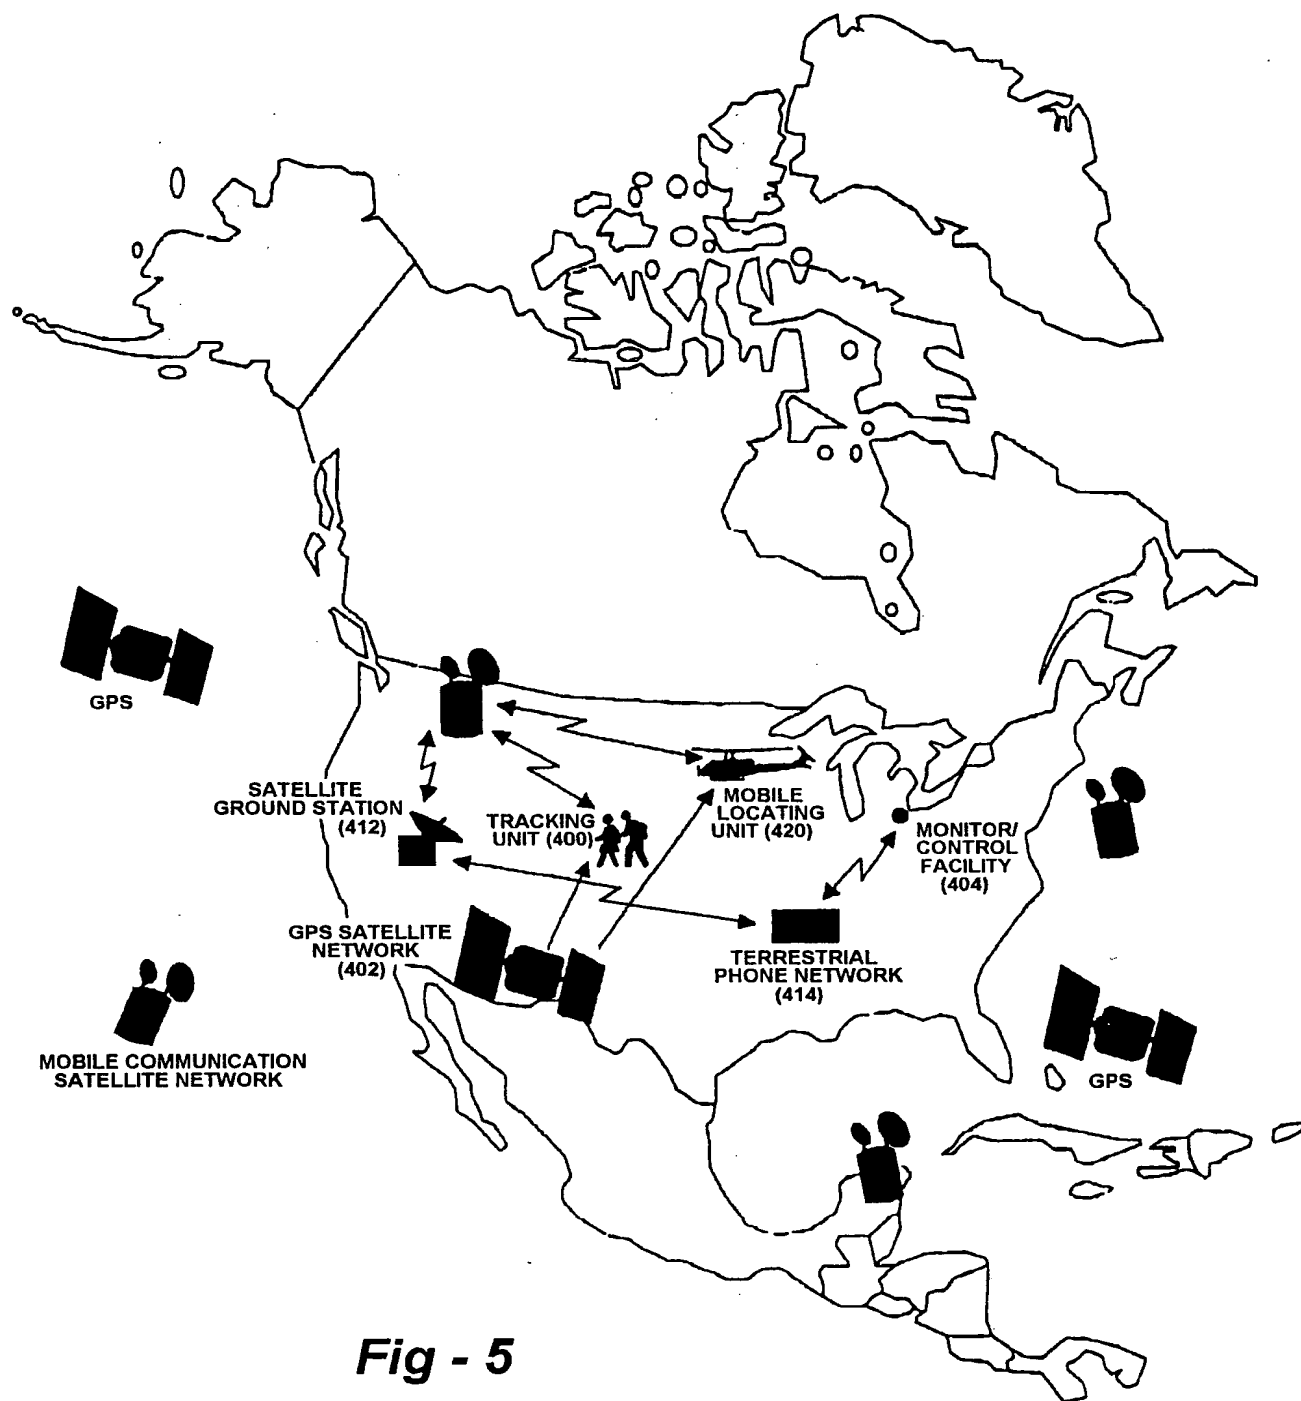 GPS
SATELLITE
GROUND STATION
(412)
TRACKING
UNIT (400)
MOBILE
LOCATING
UNIT (420)
MONITOR/
CONTROL
FACILITY
(404)
GPS SATELLITE
NETWORK
(402)
TERRESTRIAL
PHONE NETWORK
(414)
MOBILE COMMUNICATION
SATELLITE NETWORK
GPS
Fig - 5